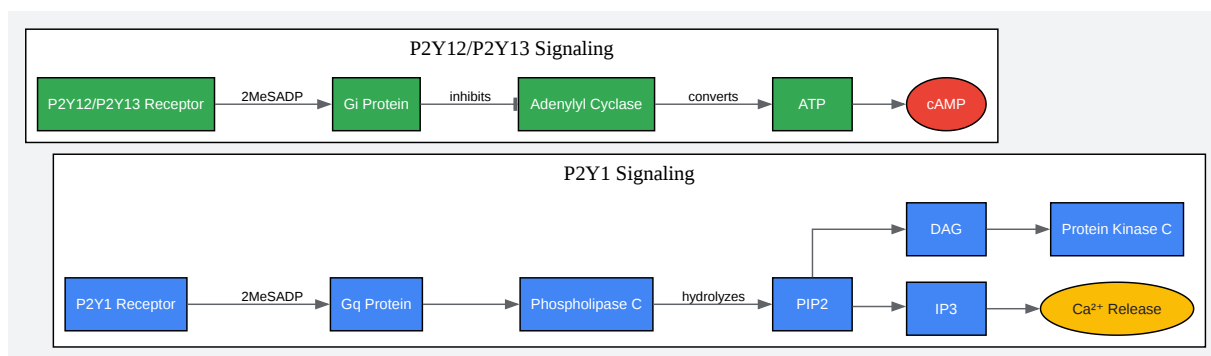 P2Y12/P2Y13 Signaling
P2Y12/P2Y13 Receptor
2MeSADP
Gi Protein
inhibits
Adenylyl Cyclase
converts
ATP
cAMP
P2Y1 Signaling
DAG
Protein Kinase C
P2Y1 Receptor
2MeSADP
Gq Protein
Phospholipase C
hydrolyzes
PIP2
IP3
Ca²⁺ Release